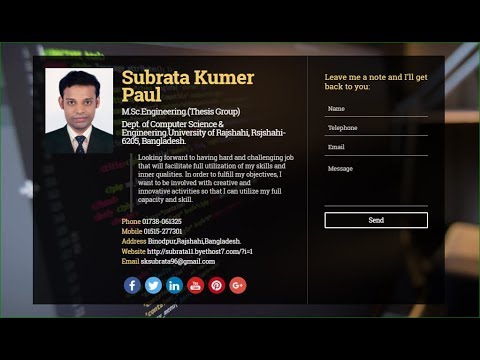 Subrata Kumer
Paul
M.Sc.Engineering.(Thesis Group)
Dept. of Computer Science &
Engineering.University of Rajshahi, Rsjshahi-
6205, Bangladesh.
Looking forward to having hard and challenging job
that will facilitate full utilization of my skills and
inner qualities. In order to fulfill my objectives, I
want to be involved with creative and
innovative activities so that I can utilize my full
capacity and skill.
Phone 01738-061325
Mobile 01515-277301
Address Binodpur,Rajshahi,Bangladesh.
Website http://subrata11.byethost7.com/?i=1
Email sksubrata96@gmail.com
Leave me a note and I'll get
back to you:
Name
Telephone
Email
Message
Send